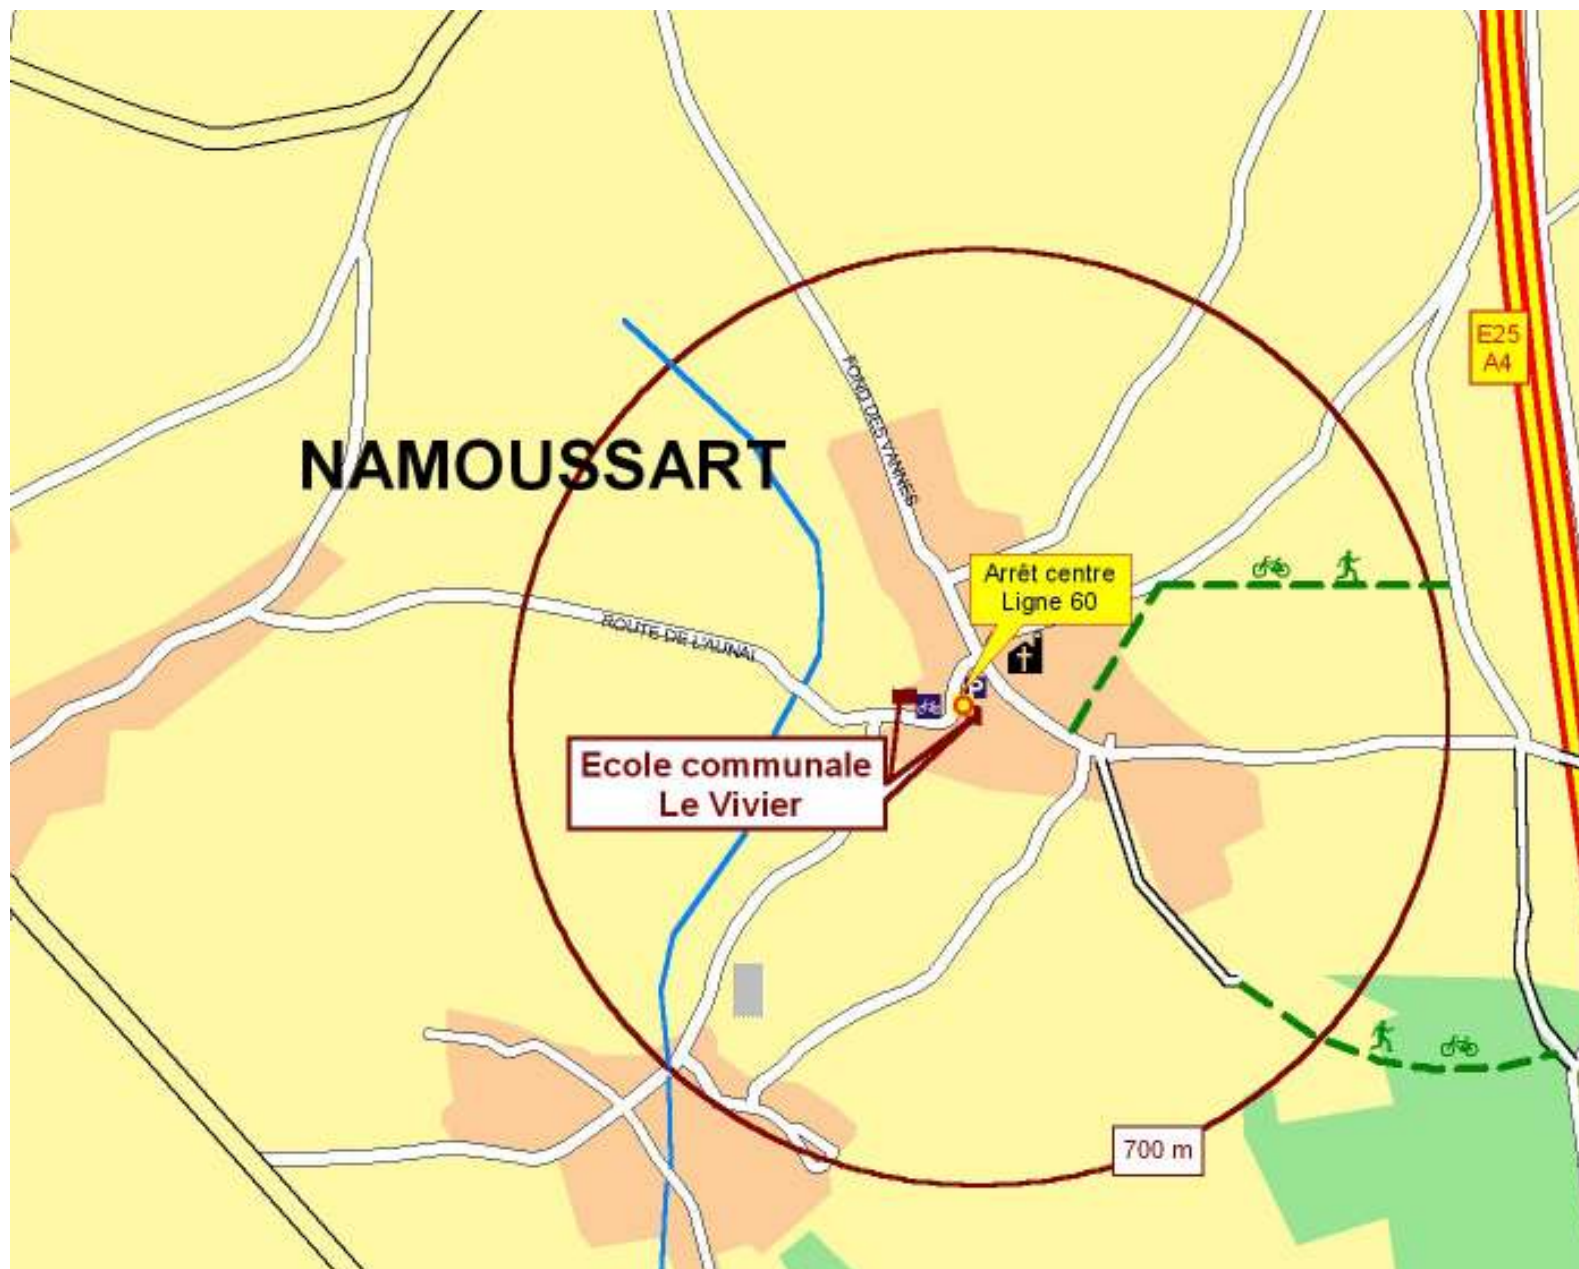 E25
A4
FOND DES VANNES
NAMOUSSART
Arrêt centre
Ligne 60
ROUTE DE L'AUNAI
P
Ecole communale
Le Vivier
700 m